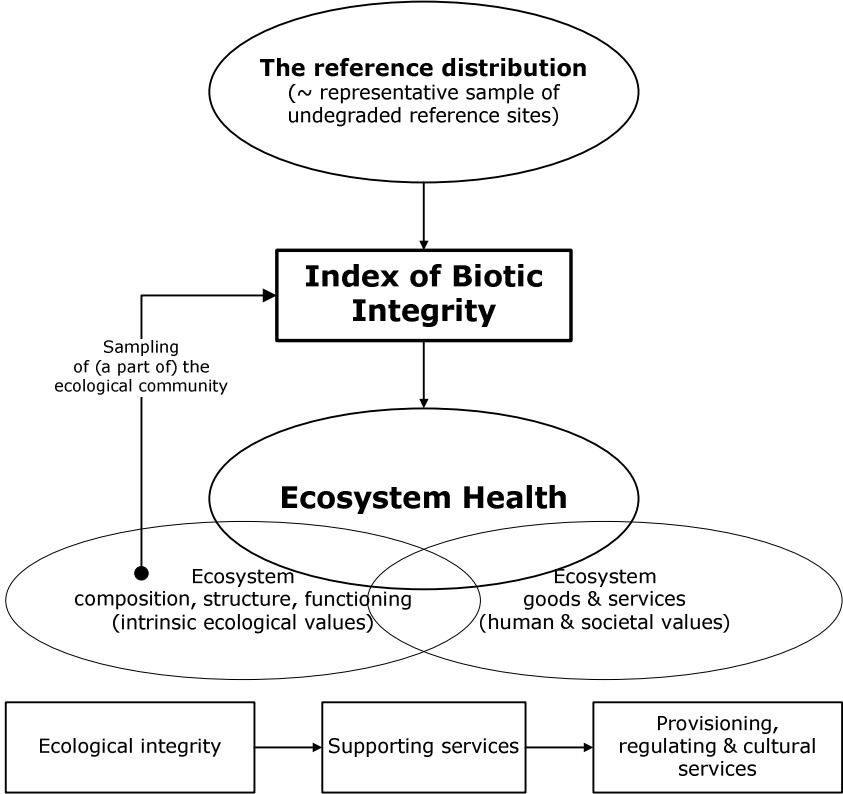 The reference distribution
(~ representative sample of
undegraded reference sites)
Index of Biotic
Integrity
Sampling
of (a part of) the
ecological community
Ecosystem Health
Ecosystem
composition, structure, functioning
(intrinsic ecological values)
Ecosystem
goods & services
(human & societal values)
Ecological integrity
Supporting services
Provisioning,
regulating & cultural
services